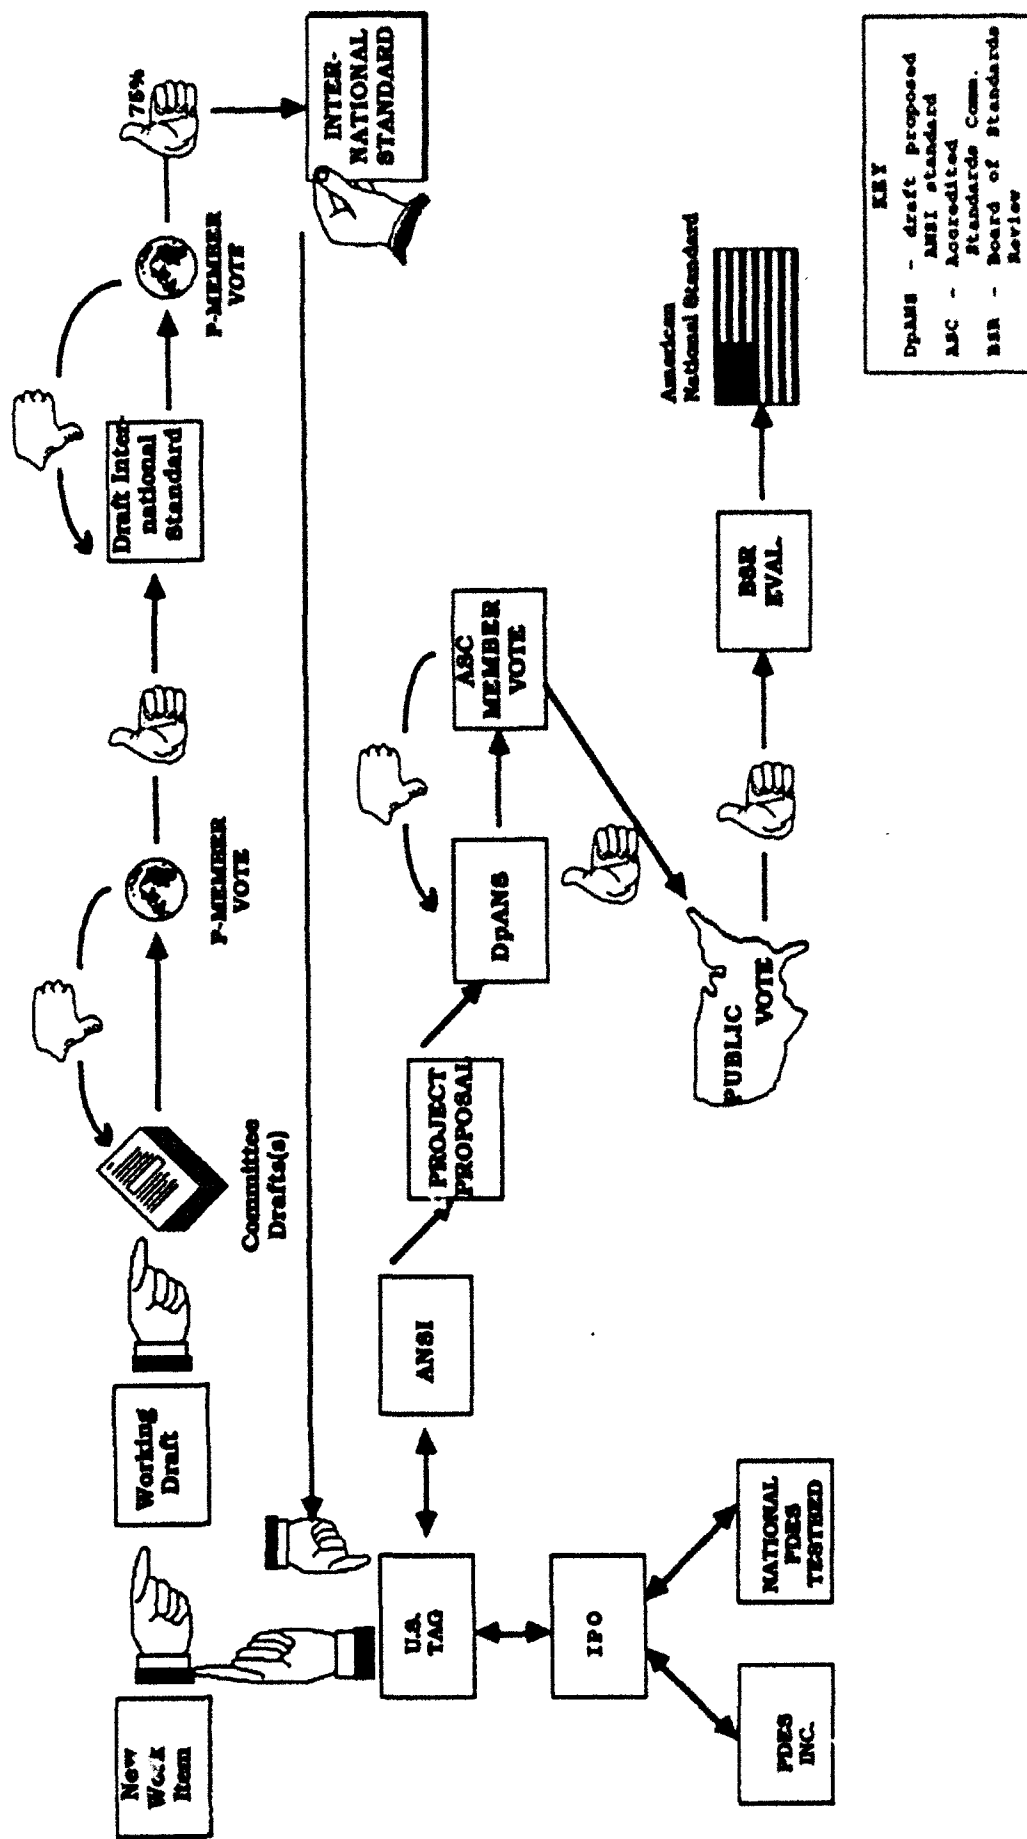 New
Work
Item
Working
Draft
Committee
Drafts(s)
P-MEMBER
VOTE
Draft Inter-
national
Standard
P-MEMBER
VOTE
75%
INTER-
NATIONAL
STANDARD
U.S.
TAG
ANSI
PROJECT
PROPOSAL
DpANS
ASC
MEMBER
VOTE
IPO
PDES
INC.
NATIONAL
PDES
TESTBED
PUBLIC
VOTE
BSR
EVAL.
American
National Standard
KEY
DpANS - draft proposed
ANSI standard
ASC - Accredited
Standards Comm.
BSR - Board of Standards
Review